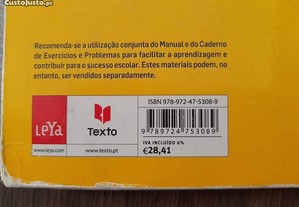 CustoJusto.pt
Recomenda-se a utilização conjunta do Manual e do Caderno
de Exercícios e Problemas para facilitar a aprendizagem e
contribuir para o sucesso escolar. Estes materiais podem, no
entanto, ser vendidos separadamente.
ISBN 978-972-47-5308-9
9 789724 753089
IVA INCLUÍDO 6%
€28,41
LeYa
www.leya.com
Texto
www.texto.pt